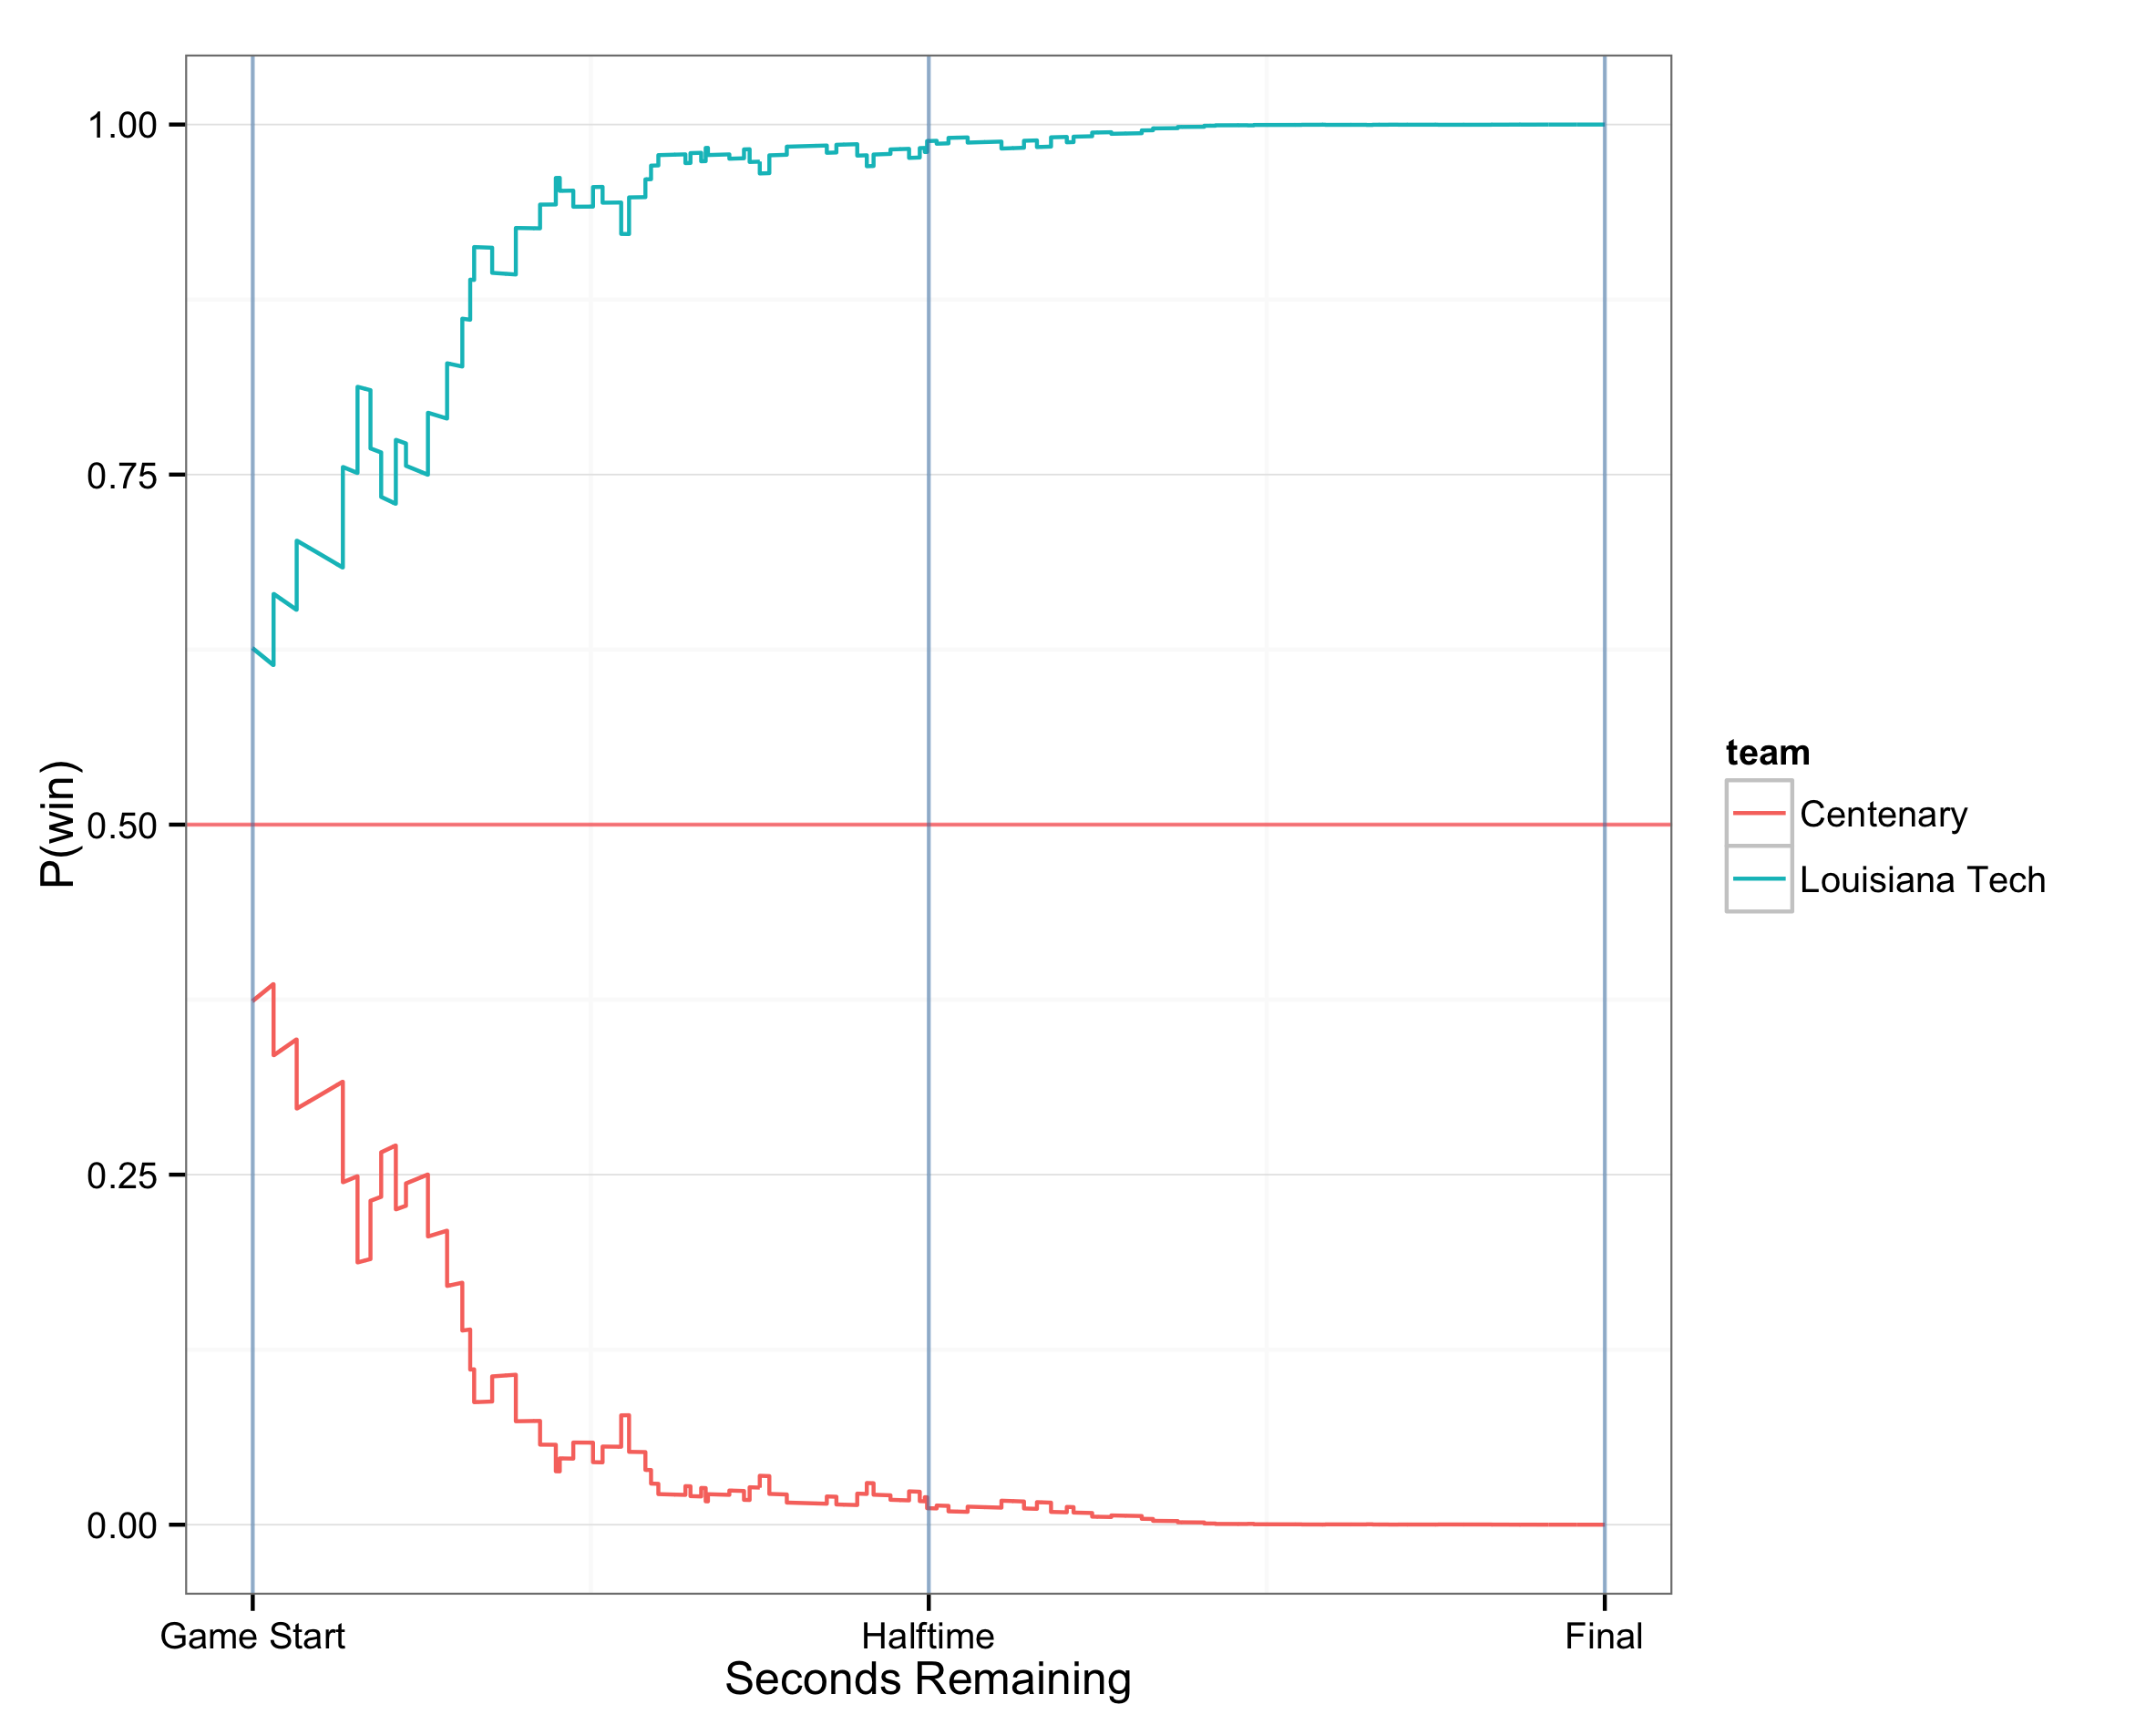 1.00
0.75
0.50
0.25
0.00
P(win)
Game Start
Halftime
Final
Seconds Remaining
team
Centenary
Louisiana Tech